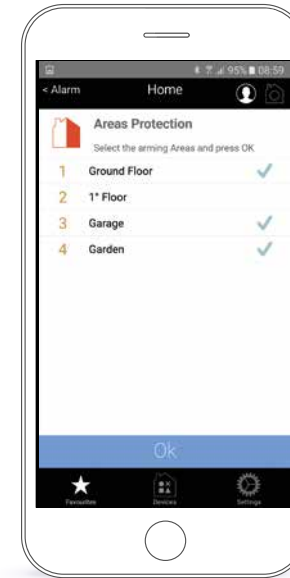 95% 08:59
< Alarm Home
Areas Protection
Select the arming Areas and press OK
1 Ground Floor
2 1° Floor
3 Garage
4 Garden
Ok
Favourites Devices Settings